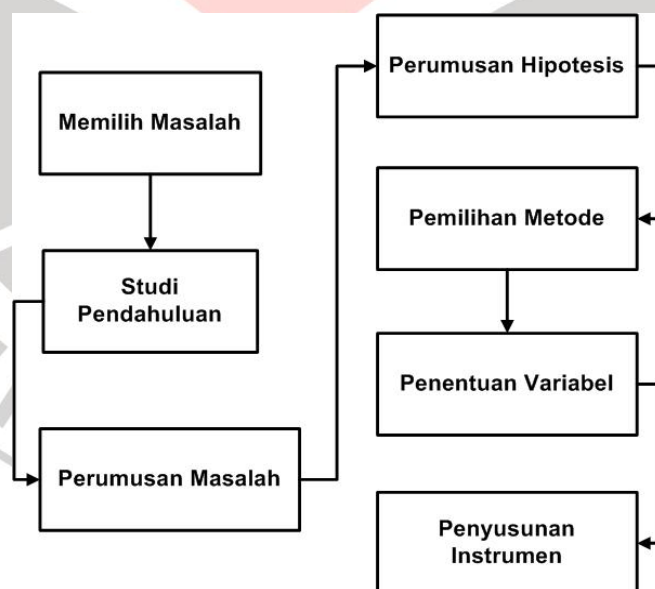 Memilih Masalah
Studi
Pendahuluan
Perumusan Masalah
Perumusan Hipotesis
Pemilihan Metode
Penentuan Variabel
Penyusunan
Instrumen